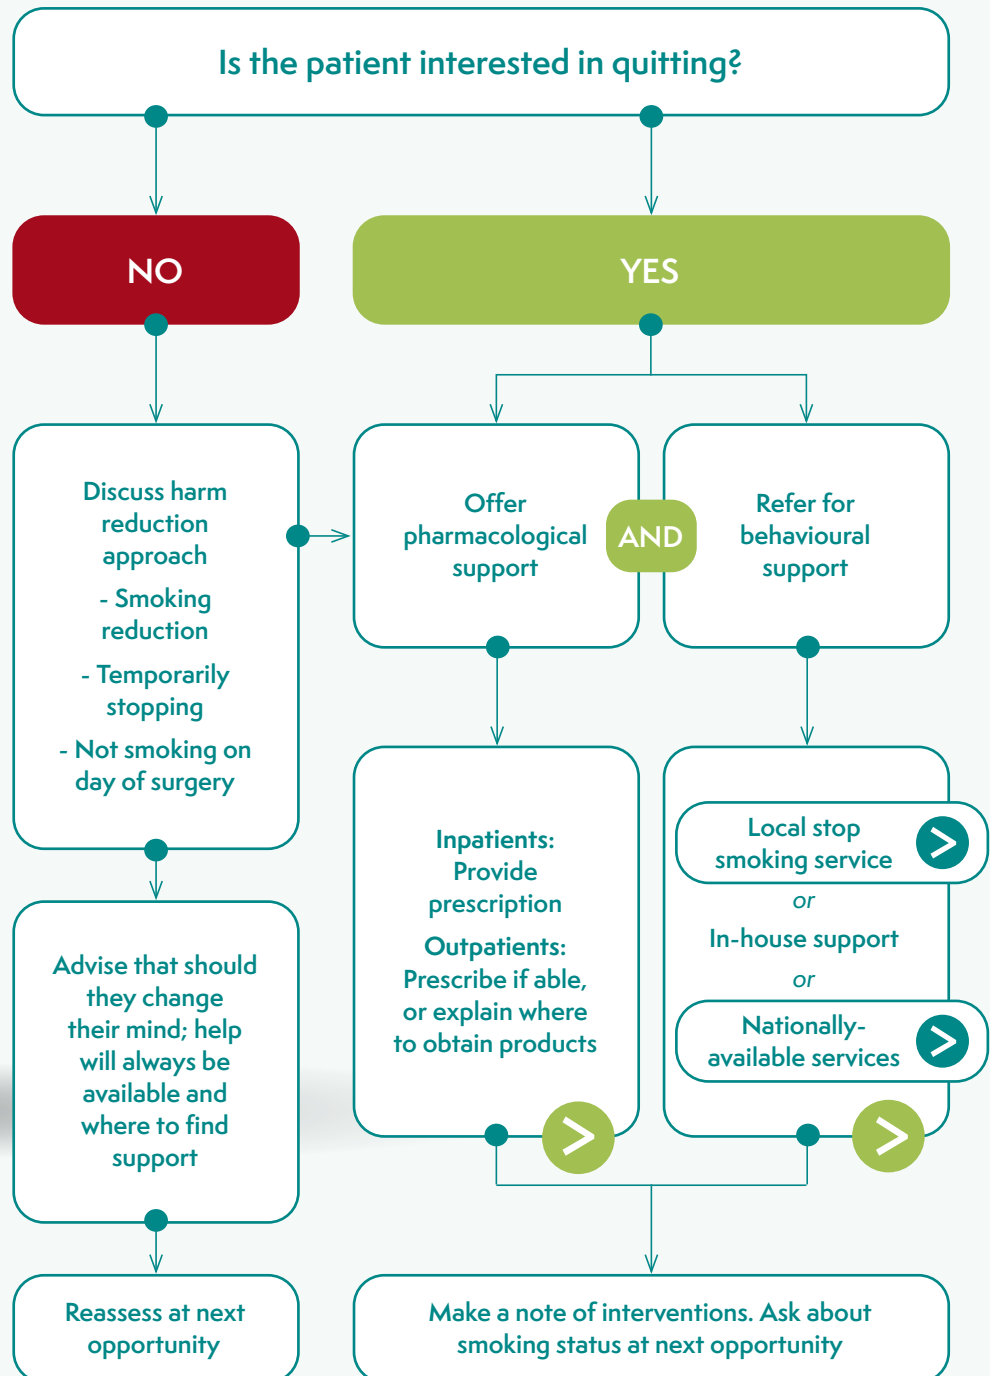 Is the patient interested in quitting?
NO
YES
Discuss harm
reduction
approach
- Smoking
reduction
- Temporarily
stopping
- Not smoking on
day of surgery
Offer
pharmacological
support
AND
Refer for
behavioural
support
Advise that should
they change
their mind; help
will always be
available and
where to find
support
Inpatients:
Provide
prescription
Outpatients:
Prescribe if able,
or explain where
to obtain products
Local stop
smoking service
or
In-house support
or
Nationally-
available services
Reassess at next
opportunity
Make a note of interventions. Ask about
smoking status at next opportunity